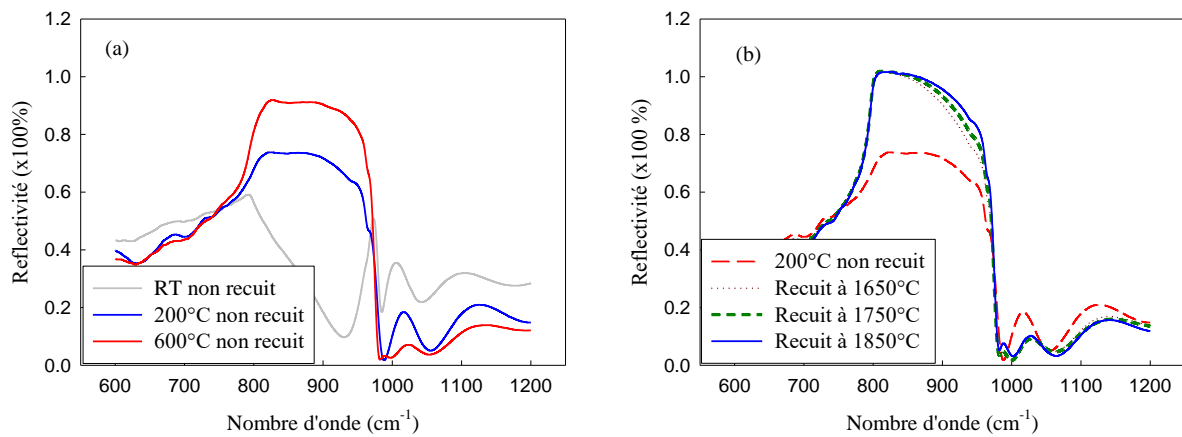 (a)
Reflectivité (x100%)
1.2
1.0
0.8
0.6
0.4
0.2
0.0
RT non recuit
200°C non recuit
600°C non recuit
600 700 800 900 1000 1100 1200
Nombre d'onde (cm-1)
(b)
Reflectivité (x100 %)
1.2
1.0
0.8
0.6
0.4
0.2
0.0
200°C non recuit
Recuit à 1650°C
Recuit à 1750°C
Recuit à 1850°C
600 700 800 900 1000 1100 1200
Nombre d'onde (cm-1)